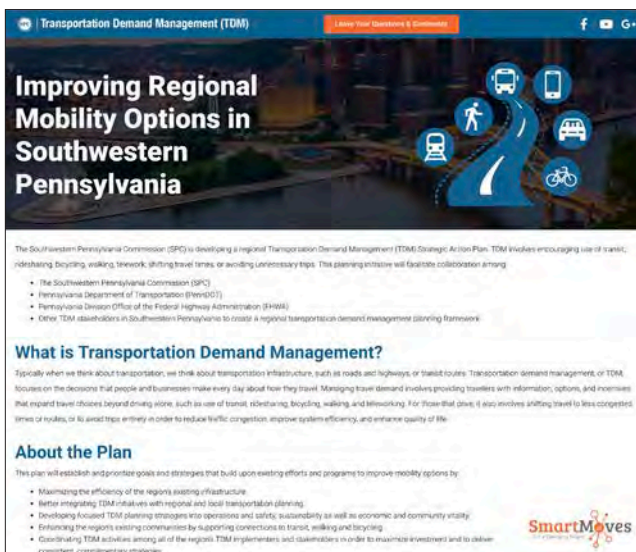 Transportation Demand Management (TDM)
Leave Your Questions & Comments
Improving Regional
Mobility Options in
Southwestern
Pennsylvania
The Southwestern Pennsylvania Commission (SPC) is developing a regional Transportation Demand Management (TDM) Strategic Action Plan. TDM involves encouraging use of transit,
ridesharing, bicycling, walking, telework, shifting travel times, or avoiding unnecessary trips. This planning initiative will facilitate collaboration among:
• The Southwestern Pennsylvania Commission (SPC)
• Pennsylvania Department of Transportation (PennDOT)
• Pennsylvania Division Office of the Federal Highway Administration (FHWA)
• Other TDM stakeholders in Southwestern Pennsylvania to create a regional transportation demand management planning framework
What is Transportation Demand Management?
Typically when we think about transportation, we think about transportation infrastructure, such as roads and highways, or transit routes. Transportation demand management, or TDM,
focuses on the decisions that people and businesses make every day about how they travel. Managing travel demand involves providing travelers with information, options, and incentives
that expand travel choices beyond driving alone, such as use of transit, ridesharing, bicycling, walking, and teleworking. For those that drive, it also involves shifting travel to less congested
times or routes, or to avoid trips entirely in order to reduce traffic congestion, improve system efficiency, and enhance quality of life.
About the Plan
This plan will establish and prioritize goals and strategies that build upon existing efforts and programs to improve mobility options by:
• Maximizing the efficiency of the region's existing infrastructure.
• Better integrating TDM initiatives with regional and local transportation planning.
• Developing focused TDM planning strategies into operations and safety, sustainability as well as economic and community vitality.
• Enhancing the region's existing communities by supporting connections to transit, walking and bicycling.
• Coordinating TDM activities among all of the region's TDM implementers and stakeholders in order to maximize investment and to deliver
consistent, complimentary strategies.
SmartMoves